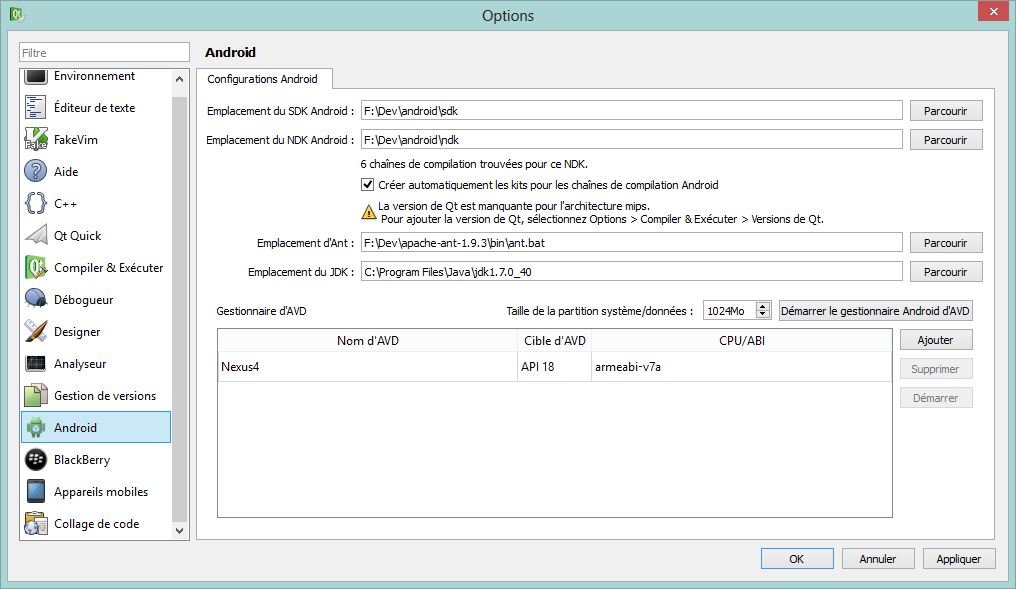 Options
Filtre
Environnement
Éditeur de texte
FakeVim
Aide
C++
Qt Quick
Compiler & Exécuter
Débogueur
Designer
Analyseur
Gestion de versions
Android
BlackBerry
Appareils mobiles
Collage de code
Android
Configurations Android
Emplacement du SDK Android : F:\Dev\android\sdk Parcourir
Emplacement du NDK Android : F:\Dev\android\ndk Parcourir
6 chaînes de compilation trouvées pour ce NDK.
Créer automatiquement les kits pour les chaînes de compilation Android
La version de Qt est manquante pour l'architecture mips.
Pour ajouter la version de Qt, sélectionnez Options > Compiler & Exécuter > Versions de Qt.
Emplacement d'Ant : F:\Dev\apache-ant-1.9.3\bin\ant.bat Parcourir
Emplacement du JDK : C:\Program Files\Java\jdk1.7.0_40 Parcourir
Gestionnaire d'AVD Taille de la partition système/données : 1024Mo Démarrer le gestionnaire Android d'AVD
Nom d'AVD Cible d'AVD CPU/ABI
Nexus4 API 18 armeabi-v7a
Ajouter
Supprimer
Démarrer
OK Annuler Appliquer